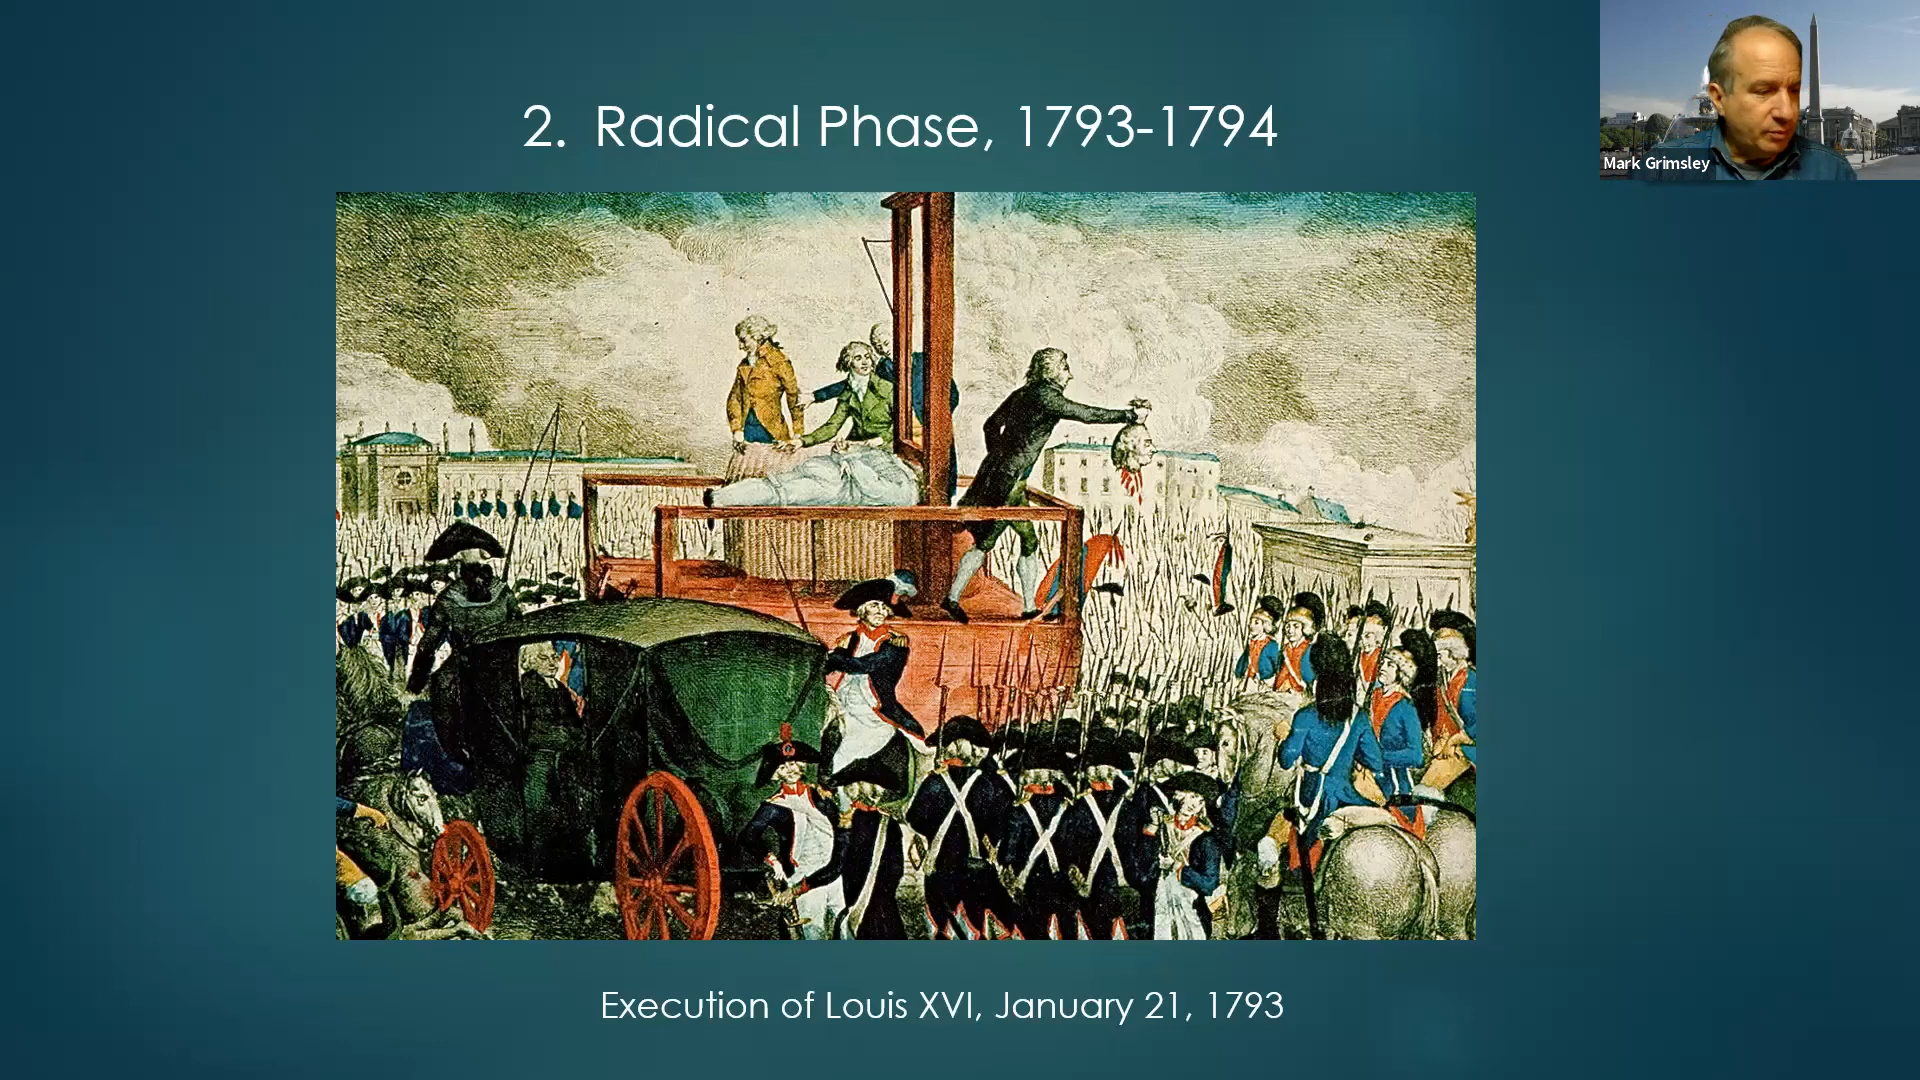 2. Radical Phase, 1793-1794
Mark Grimsley
Execution of Louis XVI, January 21, 1793